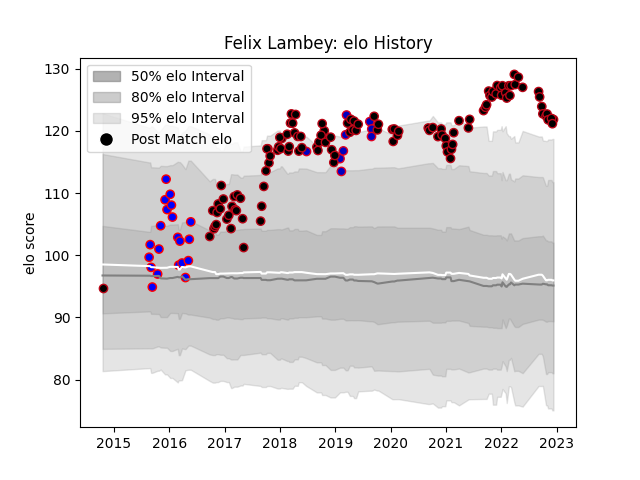 Felix Lambey: elo History
50% elo Interval
80% elo Interval
95% elo Interval
Post Match elo
elo score
130
120
110
100
90
80
2015 2016 2017 2018 2019 2020 2021 2022 2023